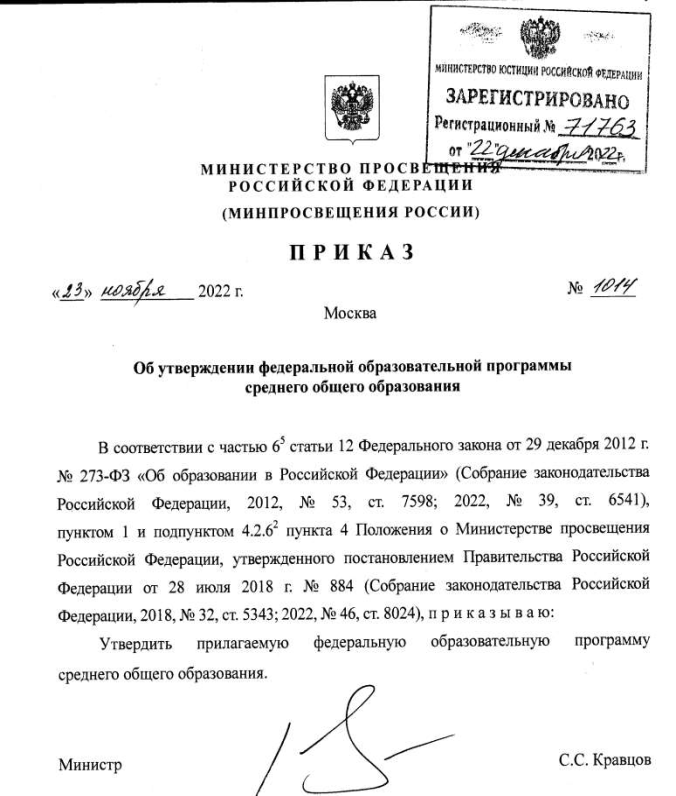 МИНИСТЕРСТВО ЮСТИЦИИ РОССИЙСКОЙ ФЕДЕРАЦИИ
ЗАРЕГИСТРИРОВАНО
Регистрационный № 71763
от "22" декабря 2022г.
МИНИСТЕРСТВО ПРОСВЕЩЕНИЯ
РОССИЙСКОЙ ФЕДЕРАЦИИ
(МИНПРОСВЕЩЕНИЯ РОССИИ)
ПРИКАЗ
«23» ноября 2022 г. № 1014
Москва
Об утверждении федеральной образовательной программы
среднего общего образования
В соответствии с частью 6⁵ статьи 12 Федерального закона от 29 декабря 2012 г.
№ 273-ФЗ «Об образовании в Российской Федерации» (Собрание законодательства
Российской Федерации, 2012, № 53, ст. 7598; 2022, № 39, ст. 6541),
пунктом 1 и подпунктом 4.2.6² пункта 4 Положения о Министерстве просвещения
Российской Федерации, утвержденного постановлением Правительства Российской
Федерации от 28 июля 2018 г. № 884 (Собрание законодательства Российской
Федерации, 2018, № 32, ст. 5343; 2022, № 46, ст. 8024), п р и к а з ы в а ю:
Утвердить прилагаемую федеральную образовательную программу
среднего общего образования.
Министр С.С. Кравцов